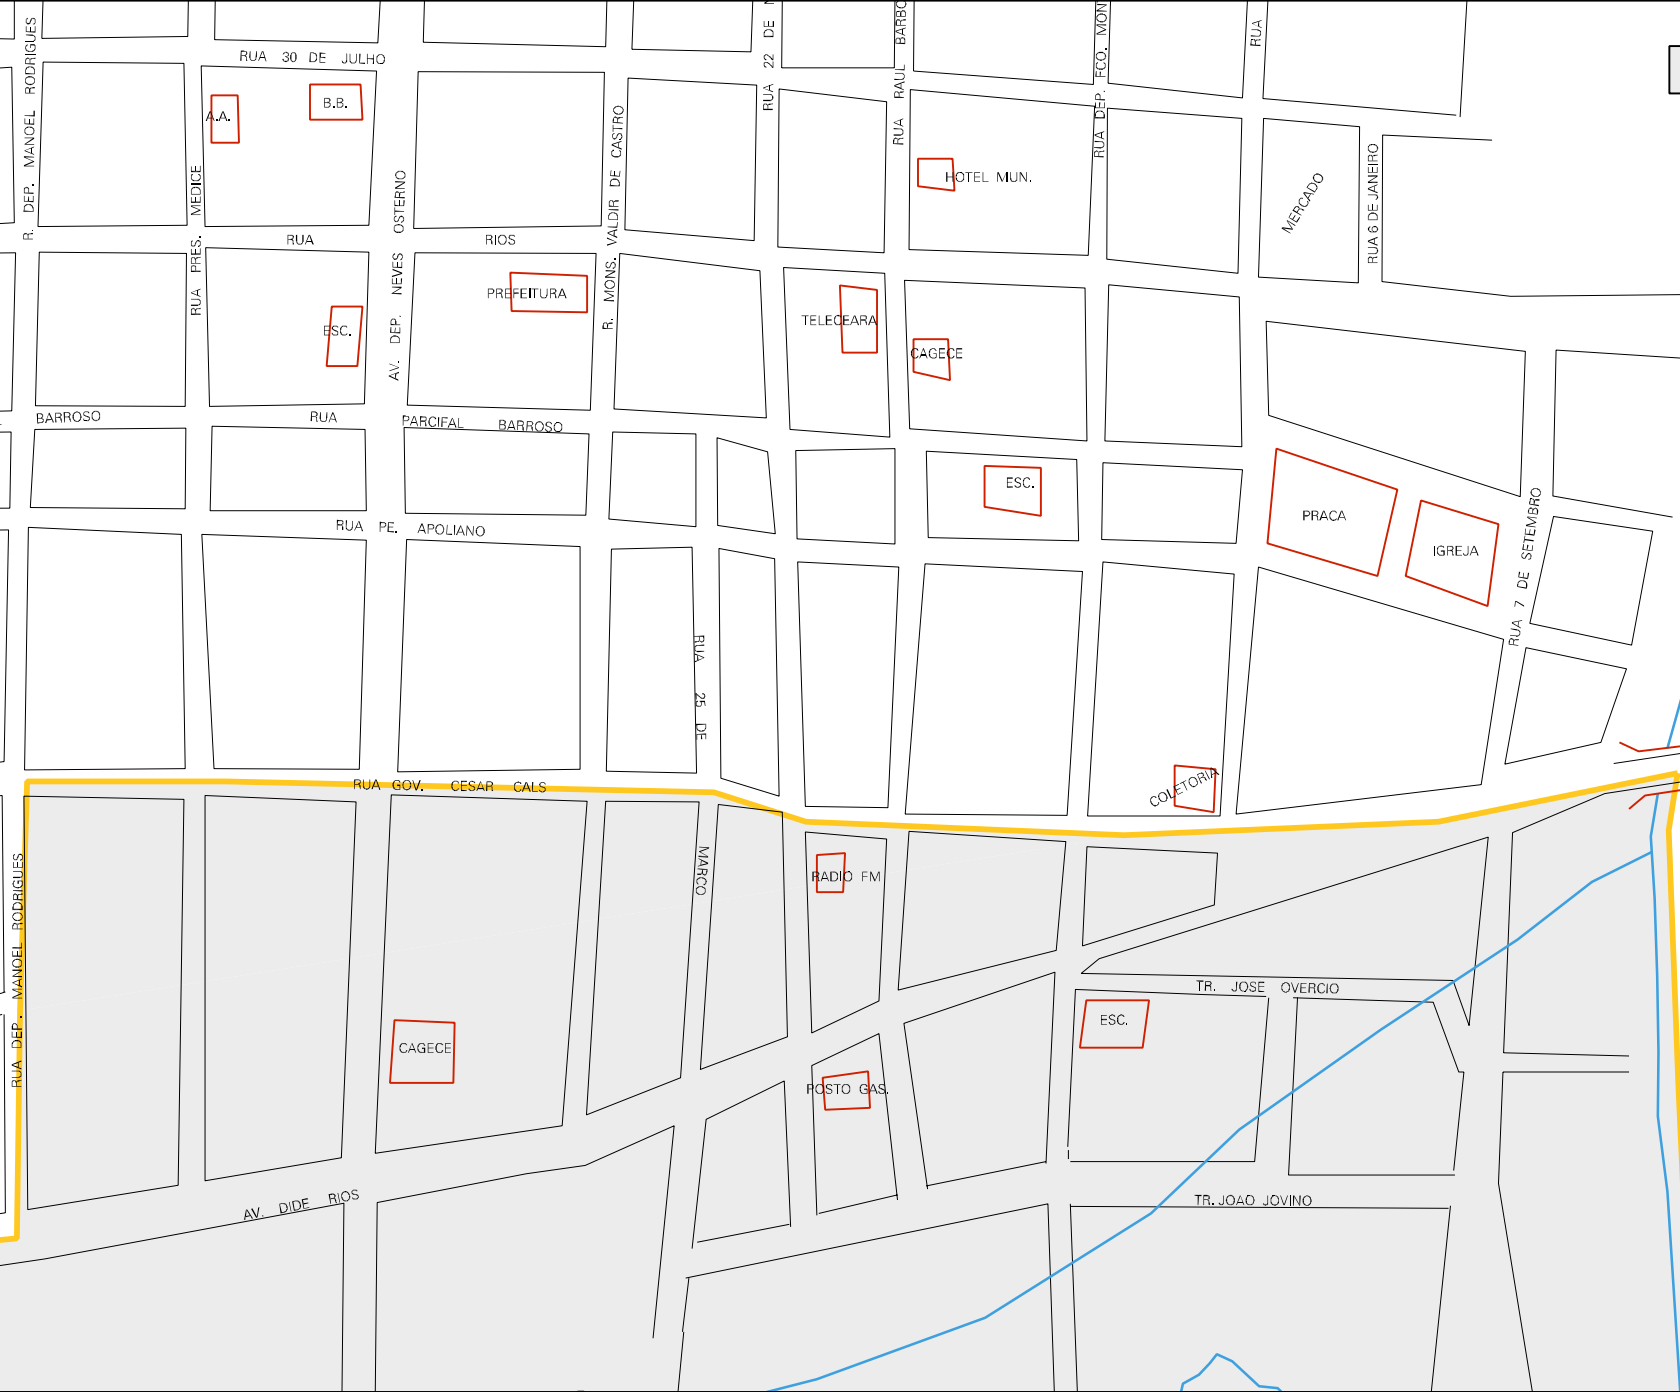 RUA 30 DE JULHO
R. DEP. MANOEL RODRIGUES
A.A.
B.B.
RUA PRES. MEDICE
AV. DEP. NEVES OSTERNO
R. MONS. VALDIR DE CASTRO
RUA 22 DE
RUA RAUL
RUA DEP. FCO.
RUA
HOTEL MUN.
MERCADO
RUA 6 DE JANEIRO
RUA RIOS
PREFEITURA
ESC.
TELECEARA
CAGECE
BARROSO RUA PARCIFAL BARROSO
ESC.
PRACA
IGREJA
RUA 7 DE SETEMBRO
RUA PE. APOLIANO
RUA 25 DE MARCO
COLETORIA
RUA GOV. CESAR CALS
RUA DEP. MANOEL RODRIGUES
RADIO FM
CAGECE
TR. JOSE OVERCIO
ESC.
POSTO GAS.
AV. DIDE RIOS
TR. JOAO JOVINO